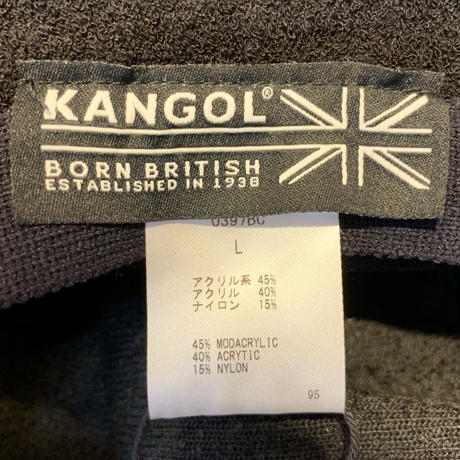 KANGOL®
BORN BRITISH
ESTABLISHED IN 1938
0397BC
L
アクリル系 45%
アクリル 40%
ナイロン 15%
45% MODACRYLIC
40% ACRYTIC
15% NYLON
95